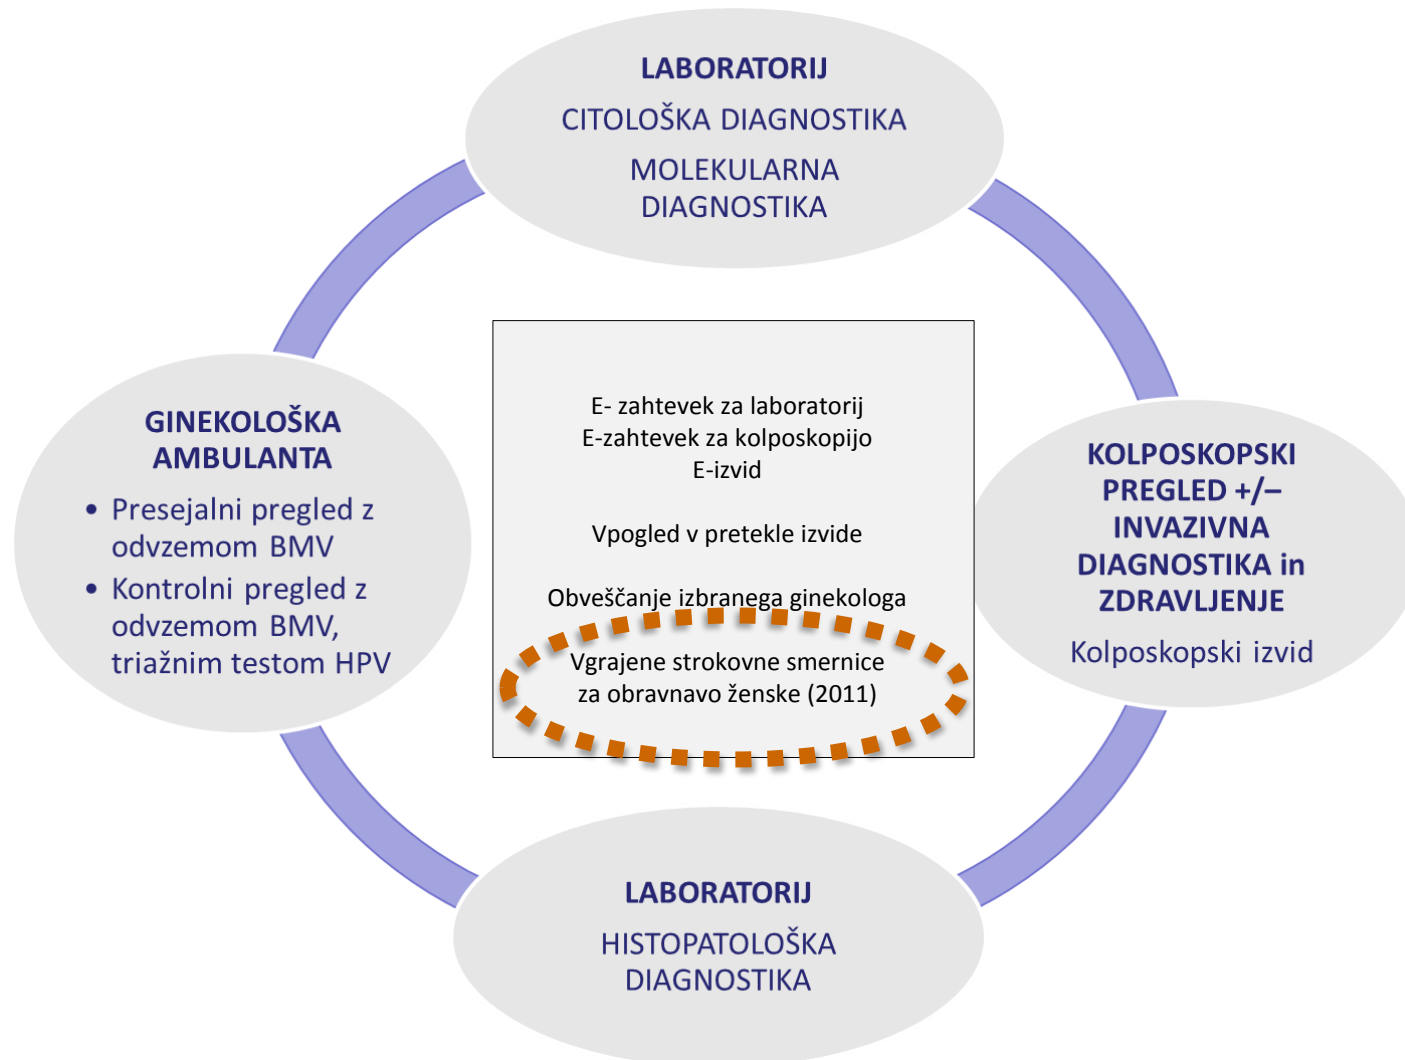 LABORATORIJ
CITOLOŠKA DIAGNOSTIKA
MOLEKULARNA
DIAGNOSTIKA
GINEKOLOŠKA
AMBULANTA
• Presejalni pregled z
odvzemom BMV
• Kontrolni pregled z
odvzemom BMV,
triažnim testom HPV
E- zahtevek za laboratorij
E-zahtevek za kolposkopijo
E-izvid
Vpogled v pretekle izvide
Obveščanje izbranega ginekologa
Vgrajene strokovne smernice
za obravnavo ženske (2011)
KOLPOSKOPSKI
PREGLED +/–
INVAZIVNA
DIAGNOSTIKA in
ZDRAVLJENJE
Kolposkopski izvid
LABORATORIJ
HISTOPATOLOŠKA
DIAGNOSTIKA